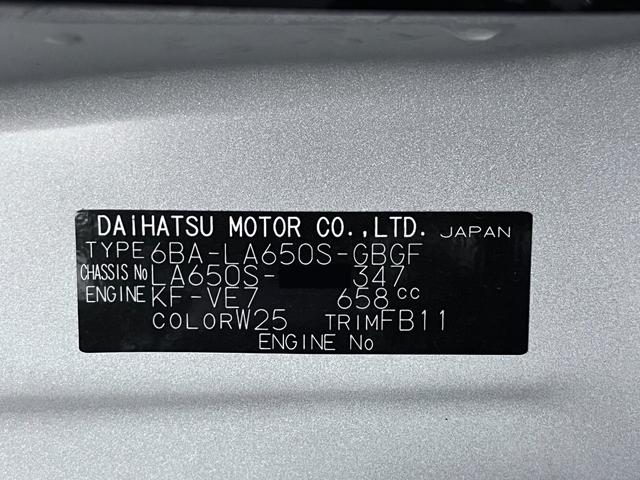 DAiHATSU MOTOR CO.,LTD. JAPAN
TYPE 6BA-LA650S-GBGF
CHASSIS No LA650S- 347
ENGINE KF-VE7 658 cc
COLOR W25 TRIM FB11
ENGINE No